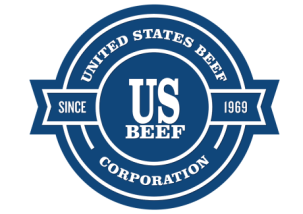 UNITED STATES BEEF
SINCE
US
BEEF
1969
CORPORATION